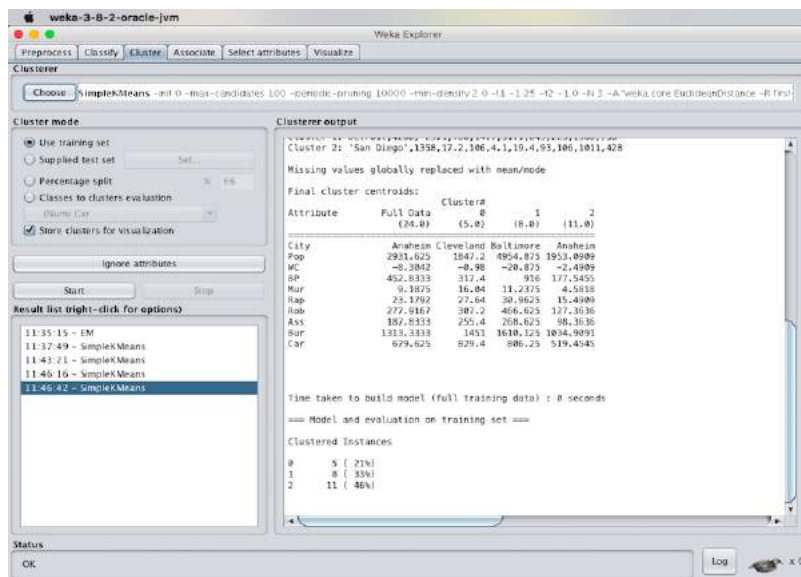 weka-3-8-2-oracle-jvm
Weka Explorer
Preprocess Classify Cluster Associate Select attributes Visualize
Clusterer
Choose SimpleKMeans -init 0 -max-candidates 100 -periodic-pruning 10000 -min-density 2.0 -t1 -1.25 -t2 -1.0 -N 3 -A "weka.core.EuclideanDistance -R first-
Cluster mode
Use training set
Supplied test set Set...
Percentage split % 66
Classes to clusters evaluation
(Num) Car
Store clusters for visualization
Ignore attributes
Start Stop
Result list (right-click for options)
11:35:15 - EM
11:37:49 - SimpleKMeans
11:43:21 - SimpleKMeans
11:46:16 - SimpleKMeans
11:46:42 - SimpleKMeans
Clusterer output
Cluster 2: 'San Diego',1358,17.2,106,4.1,19.4,93,106,1011,428
Missing values globally replaced with mean/mode
Final cluster centroids:
Cluster#
Attribute Full Data 0 1 2
(24.0) (5.0) (8.0) (11.0)
City Anaheim Cleveland Baltimore Anaheim
Pop 2931.625 1847.2 4954.875 1953.0909
WC -8.3042 -0.98 -20.875 -2.4909
BP 452.8333 317.4 916 177.5455
Mur 9.1875 16.04 11.2375 4.5818
Rap 23.1792 27.64 30.9625 15.4909
Rob 277.9167 307.2 466.625 127.3636
Ass 187.8333 255.4 268.625 98.3636
Bur 1313.3333 1451 1610.125 1034.9091
Car 679.625 829.4 806.25 519.4545
Time taken to build model (full training data) : 0 seconds
=== Model and evaluation on training set ===
Clustered Instances
0 5 ( 21%)
1 8 ( 33%)
2 11 ( 46%)
Status
OK
Log
x 0